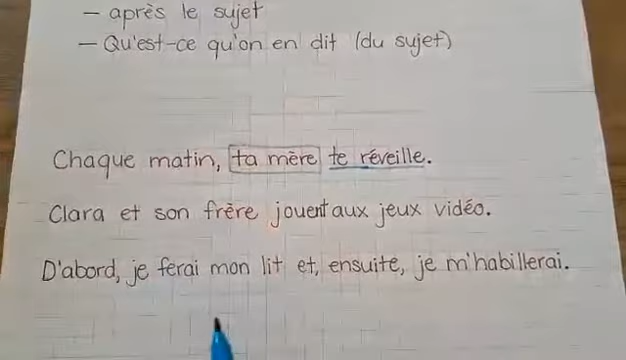 — après le sujet
— Qu'est-ce qu'on en dit (du sujet)
Chaque matin, ta mère te réveille.
Clara et son frère jouent aux jeux vidéo.
D'abord, je ferai mon lit et, ensuite, je m'habillerai.